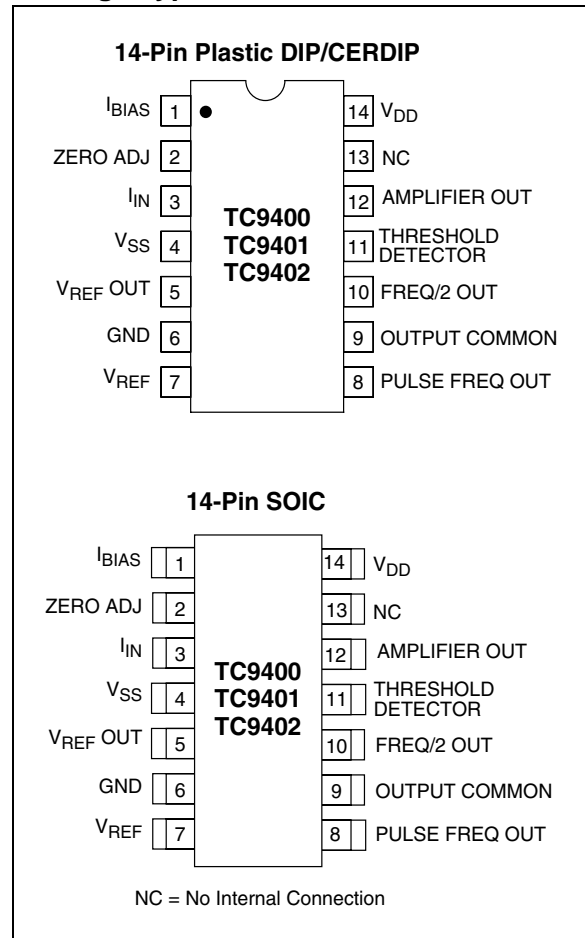 14-Pin Plastic DIP/CERDIP
IBIAS 1 14 VDD
ZERO ADJ 2 13 NC
IIN 3 12 AMPLIFIER OUT
VSS 4 11 THRESHOLD
DETECTOR
VREF OUT 5 10 FREQ/2 OUT
GND 6 9 OUTPUT COMMON
VREF 7 8 PULSE FREQ OUT
TC9400
TC9401
TC9402
14-Pin SOIC
IBIAS 1 14 VDD
ZERO ADJ 2 13 NC
IIN 3 12 AMPLIFIER OUT
VSS 4 11 THRESHOLD
DETECTOR
VREF OUT 5 10 FREQ/2 OUT
GND 6 9 OUTPUT COMMON
VREF 7 8 PULSE FREQ OUT
TC9400
TC9401
TC9402
NC = No Internal Connection